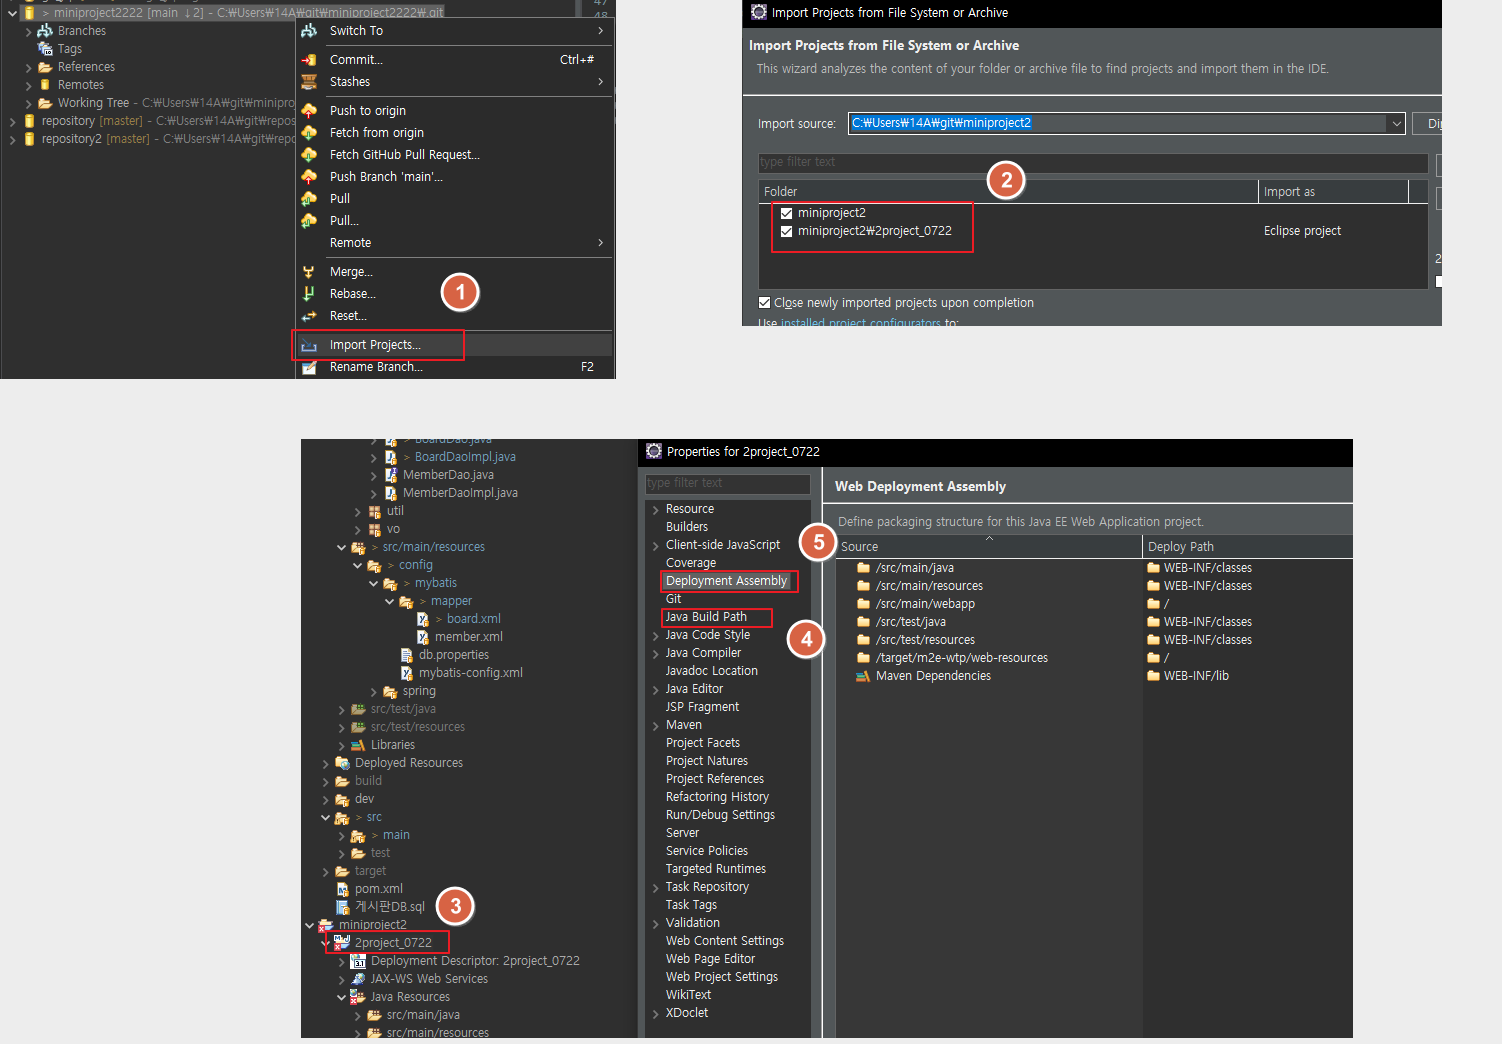 > miniproject2222 [main ↓2] - C:₩Users₩14A₩git₩miniproject2222₩.git
Branches
Tags
References
Remotes
Working Tree - C:₩Users₩14A₩git₩minipro
repository [master] - C:₩Users₩14A₩git₩repos
repository2 [master] - C:₩Users₩14A₩git₩repo
47
48
Switch To
Commit... Ctrl+#
Stashes
Push to origin
Fetch from origin
Fetch GitHub Pull Request...
Push Branch 'main'...
Pull
Pull...
Remote
Merge...
Rebase...
Reset...
1
Import Projects...
Rename Branch... F2
Import Projects from File System or Archive
Import Projects from File System or Archive
This wizard analyzes the content of your folder or archive file to find projects and import them in the IDE.
Import source: C:₩Users₩14A₩git₩miniproject2
type filter text
2
Folder Import as
miniproject2
miniproject2₩2project_0722 Eclipse project
2
Close newly imported projects upon completion
Use installed project configurators to:
> BoardDao.java
> BoardDaoImpl.java
MemberDao.java
MemberDaoImpl.java
util
vo
> src/main/resources
> config
> mybatis
> mapper
> board.xml
member.xml
db.properties
mybatis-config.xml
spring
src/test/java
src/test/resources
Libraries
Deployed Resources
build
dev
> src
> main
test
target
pom.xml
게시판DB.sql
3
miniproject2
2project_0722
Deployment Descriptor: 2project_0722
JAX-WS Web Services
Java Resources
src/main/java
src/main/resources
Properties for 2project_0722
type filter text
Resource
Builders
Client-side JavaScript
Coverage
Deployment Assembly
Git
Java Build Path
Java Code Style
Java Compiler
Javadoc Location
Java Editor
JSP Fragment
Maven
Project Facets
Project Natures
Project References
Refactoring History
Run/Debug Settings
Server
Service Policies
Targeted Runtimes
Task Repository
Task Tags
Validation
Web Content Settings
Web Page Editor
Web Project Settings
WikiText
XDoclet
5
4
Web Deployment Assembly
Define packaging structure for this Java EE Web Application project.
Source Deploy Path
/src/main/java WEB-INF/classes
/src/main/resources WEB-INF/classes
/src/main/webapp /
/src/test/java WEB-INF/classes
/src/test/resources WEB-INF/classes
/target/m2e-wtp/web-resources /
Maven Dependencies WEB-INF/lib